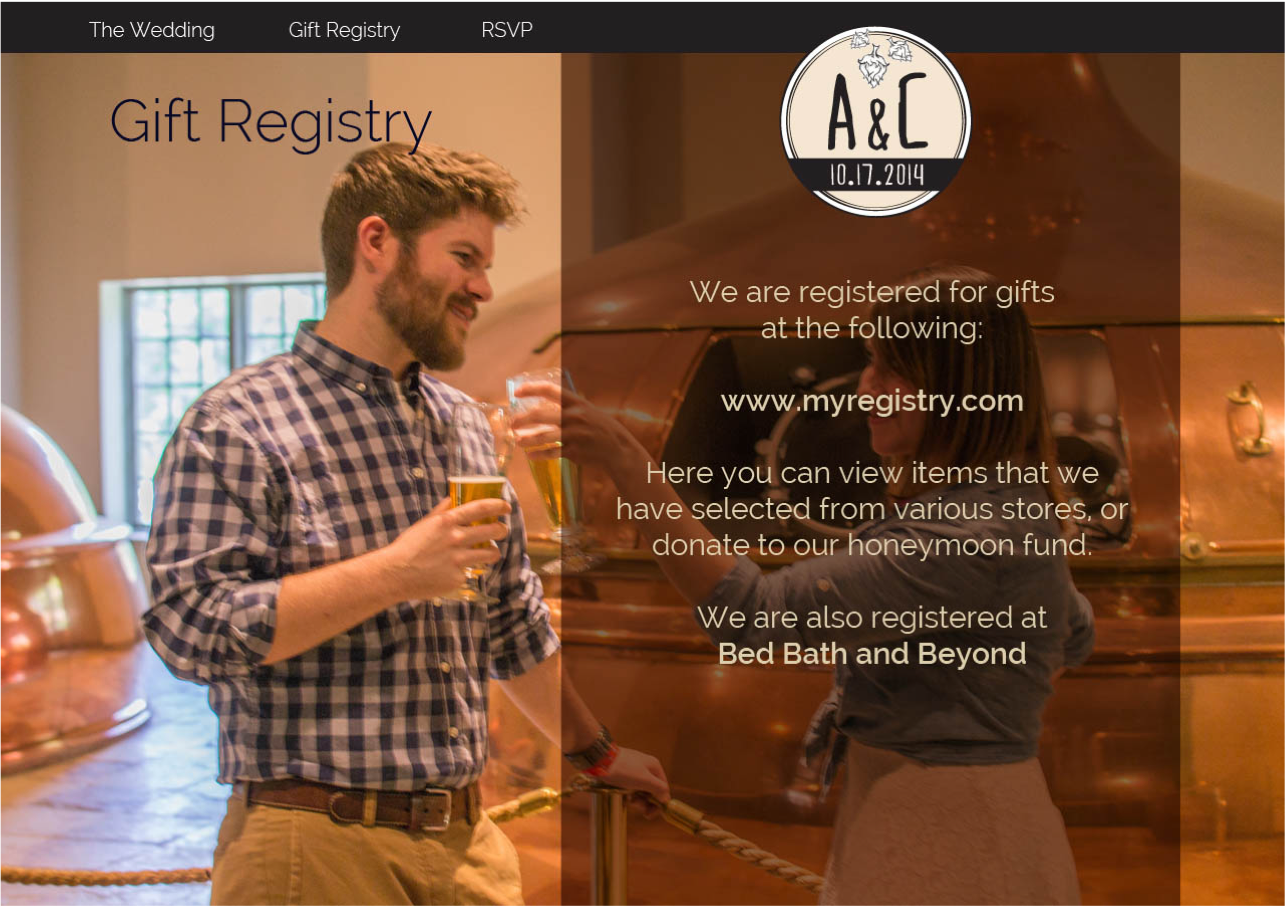 The Wedding
Gift Registry
RSVP
Gift Registry
A & C
10.17.2014
We are registered for gifts
at the following:
www.myregistry.com
Here you can view items that we
have selected from various stores, or
donate to our honeymoon fund.
We are also registered at
Bed Bath and Beyond